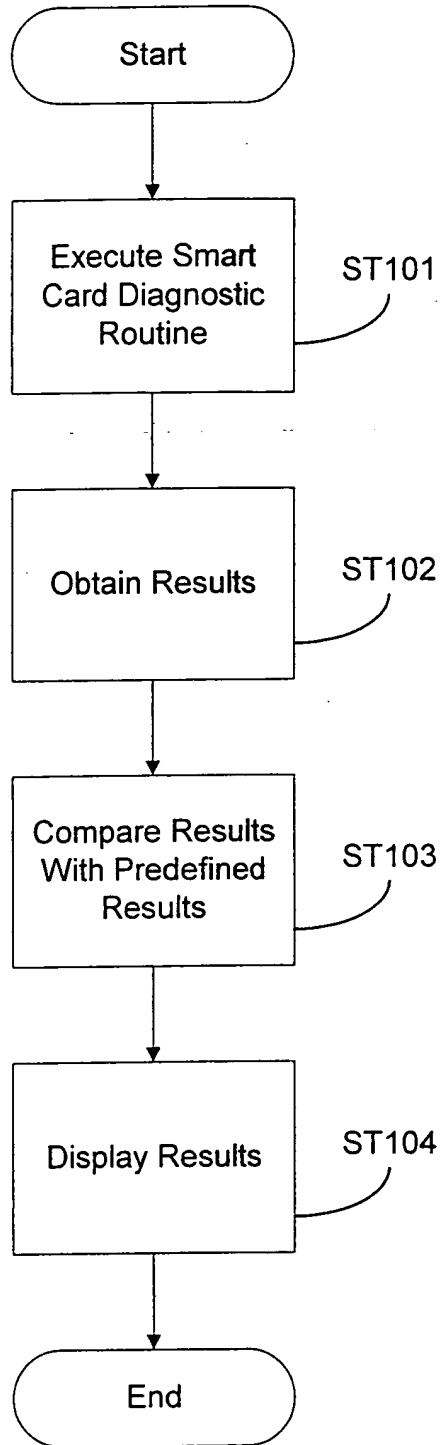 Start
Execute Smart
Card Diagnostic
Routine
ST101
Obtain Results
ST102
Compare Results
With Predefined
Results
ST103
Display Results
ST104
End